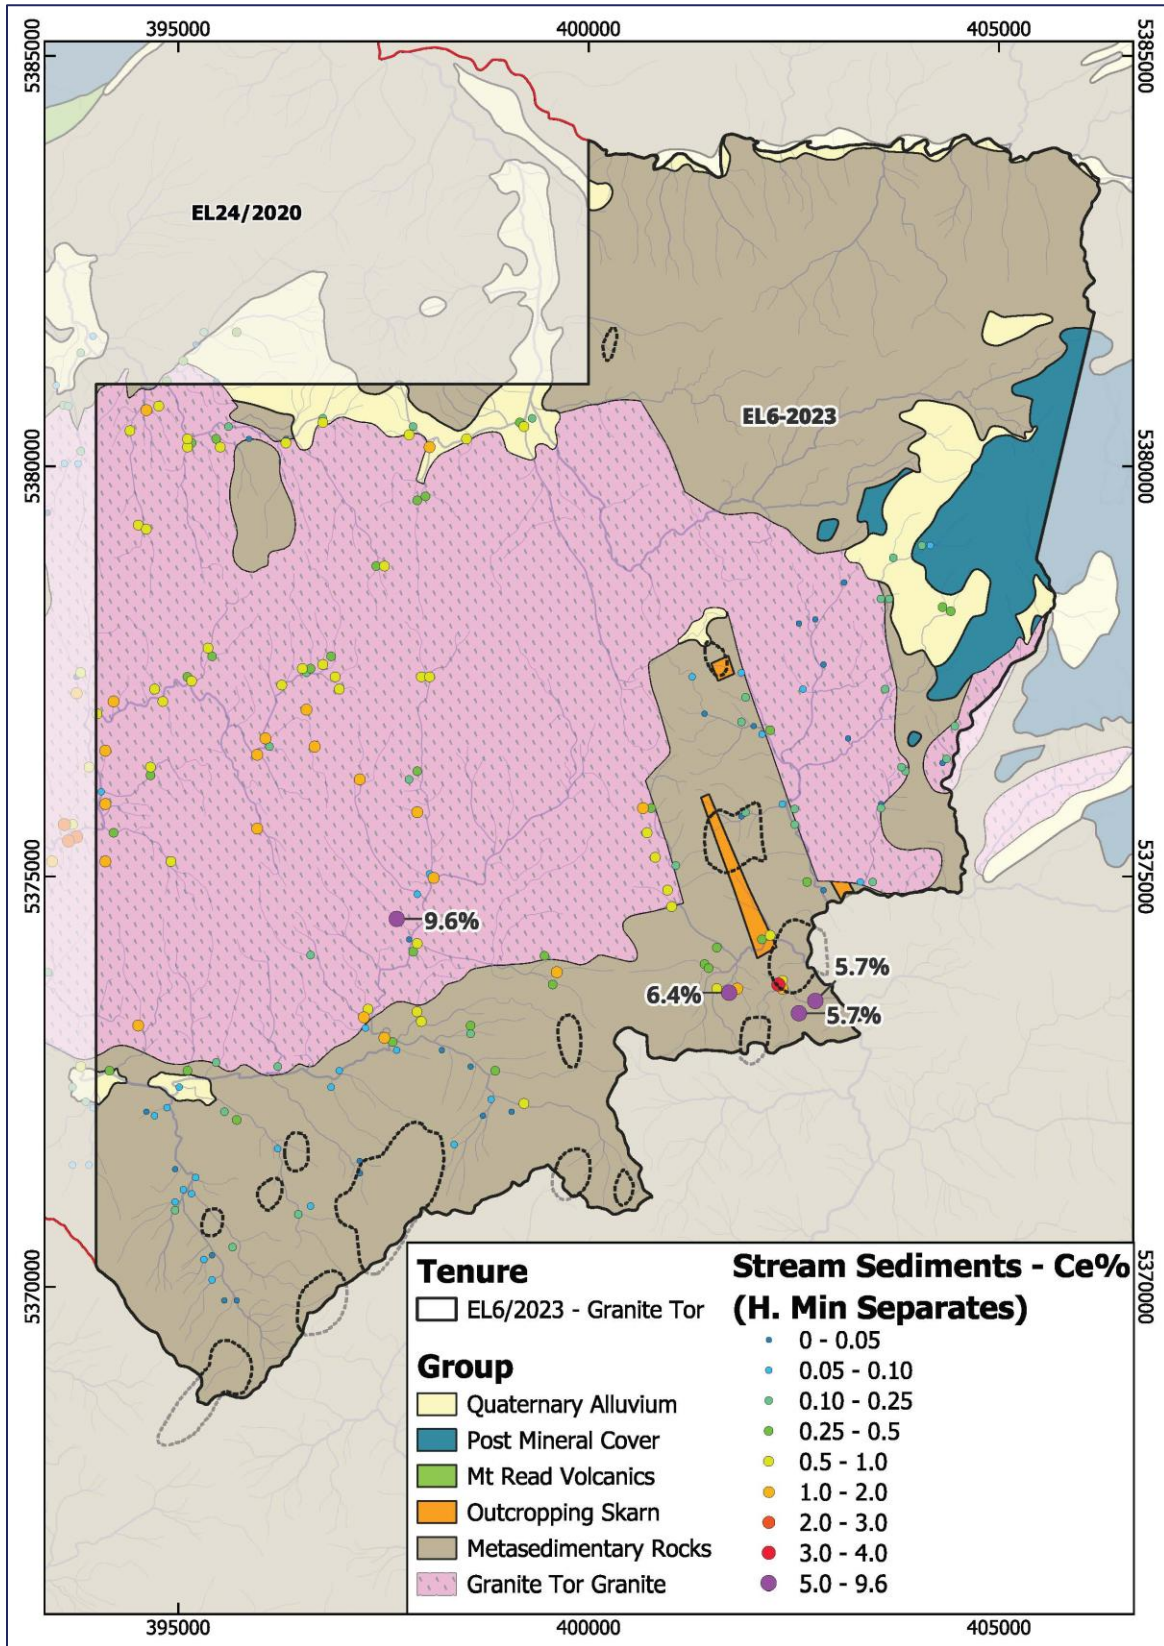 395000
400000
405000
5385000
5385000
EL24/2020
EL6-2023
5380000
5380000
5375000
5375000
9.6%
5.7%
6.4%
5.7%
5370000
5370000
Tenure
EL6/2023 - Granite Tor
Group
Quaternary Alluvium
Post Mineral Cover
Mt Read Volcanics
Outcropping Skarn
Metasedimentary Rocks
Granite Tor Granite
Stream Sediments - Ce%
(H. Min Separates)
0 - 0.05
0.05 - 0.10
0.10 - 0.25
0.25 - 0.5
0.5 - 1.0
1.0 - 2.0
2.0 - 3.0
3.0 - 4.0
5.0 - 9.6
395000
400000
405000